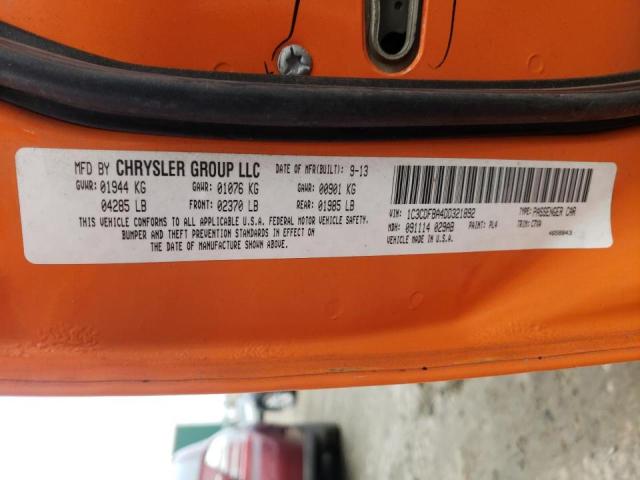 MFD BY CHRYSLER GROUP LLC DATE OF MFR(BUILT): 9-13
GVWR: 01944 KG GAWR: 01076 KG GAWR: 00901 KG
04285 LB FRONT: 02370 LB REAR: 01985 LB
THIS VEHICLE CONFORMS TO ALL APPLICABLE U.S.A. FEDERAL MOTOR VEHICLE SAFETY,
BUMPER AND THEFT PREVENTION STANDARDS IN EFFECT ON
THE DATE OF MANUFACTURE SHOWN ABOVE.
VIN: 1C3CDFBA4DD321892 TYPE: PASSENGER CAR
MDH: 091114 029AB PAINT: PL4 TRIM:
VEHICLE MADE IN U.S.A.